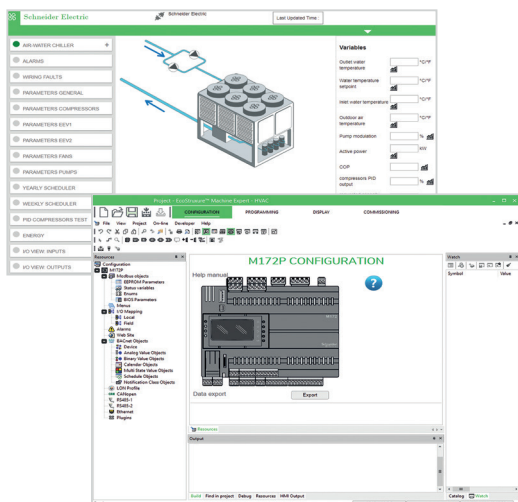 Schneider Electric
Schneider Electric
Last Updated Time :
AIR-WATER CHILLER +
ALARMS
WIRING FAULTS
PARAMETERS GENERAL
PARAMETERS COMPRESSORS
PARAMETERS EEV1
PARAMETERS EEV2
PARAMETERS FANS
PARAMETERS PUMPS
YEARLY SCHEDULER
WEEKLY SCHEDULER
PID COMPRESSORS TEST
ENERGY
I/O VIEW: INPUTS
I/O VIEW: OUTPUTS
Variables
Outlet water temperature °C/°F
Water temperature setpoint °C/°F
Inlet water temperature °C/°F
Outdoor air temperature °C/°F
Pump modulation %
Active power kW
COP
compressors PID output %
Project - EcoStruxure™ Machine Expert - HVAC
CONFIGURATION PROGRAMMING DISPLAY COMMISSIONING
File View Project On-line Developer Help
Resources
Configuration
M172P
Modbus objects
EEPROM Parameters
Status variables
Enums
BIOS Parameters
Menus
I/O Mapping
Local
Field
Alarms
Web Site
BACnet Objects
Device
Analog Value Objects
Binary Value Objects
Calender Objects
Multi State Value Objects
Schedule Objects
Notification Class Objects
LON Profile
CANopen
RS485-1
RS485-2
Ethernet
Plugins
M172P CONFIGURATION
Help manual
?
Data export
Export
Resources
Output
Build Find in project Debug Resources HMI Output
Watch
Symbol Value
Catalog Watch